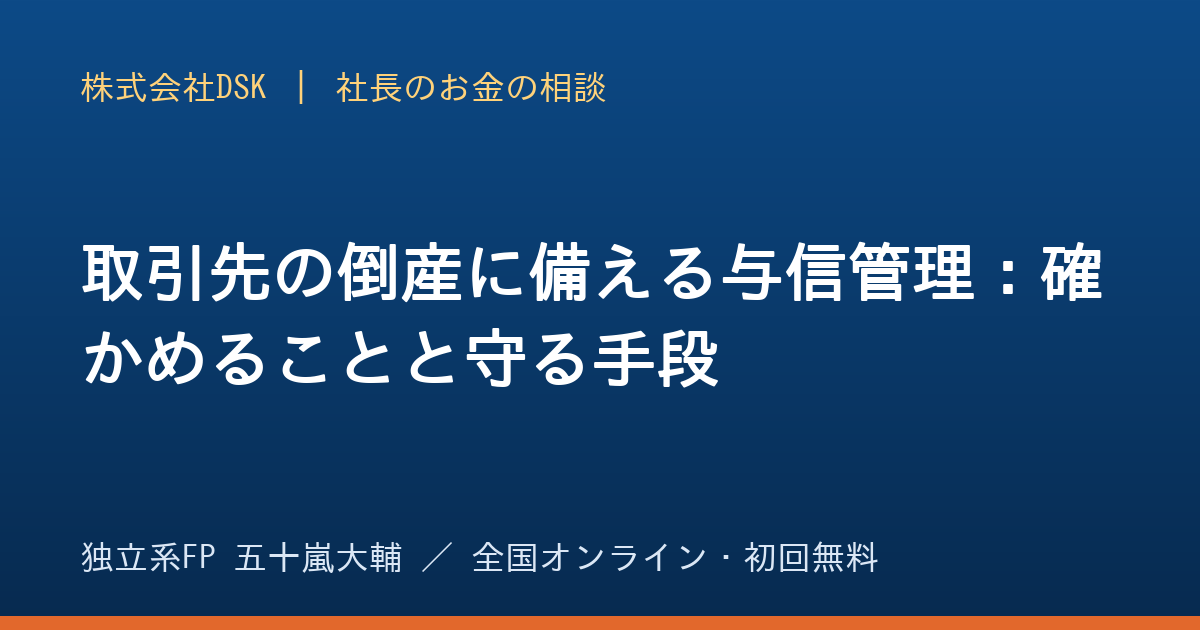 株式会社DSK ｜ 社長のお金の相談
取引先の倒産に備える与信管理：確
かめることと守る手段
独立系FP 五十嵐大輔 ／ 全国オンライン・初回無料